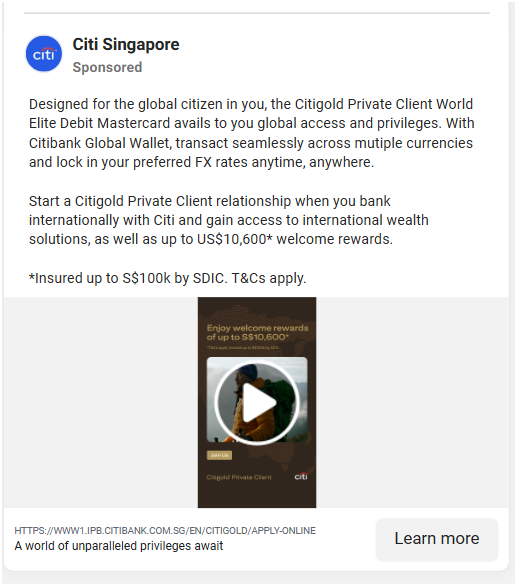 citi
Citi Singapore
Sponsored
Designed for the global citizen in you, the Citigold Private Client World
Elite Debit Mastercard avails to you global access and privileges. With
Citibank Global Wallet, transact seamlessly across mutiple currencies
and lock in your preferred FX rates anytime, anywhere.
Start a Citigold Private Client relationship when you bank
internationally with Citi and gain access to international wealth
solutions, as well as up to US$10,600* welcome rewards.
*Insured up to S$100k by SDIC. T&Cs apply.
Enjoy welcome rewards
of up to S$10,600*
Citigold Private Client
citi
HTTPS://WWW1.IPB.CITIBANK.COM.SG/EN/CITIGOLD/APPLY-ONLINE
A world of unparalleled privileges await
Learn more